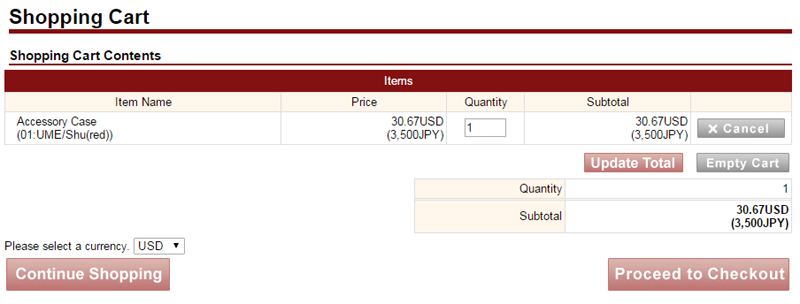 Shopping Cart
Shopping Cart Contents
Items
Item Name Price Quantity Subtotal
Accessory Case 30.67USD 1 30.67USD × Cancel
(01:UME/Shu(red)) (3,500JPY) (3,500JPY)
Update Total Empty Cart
Quantity 1
Subtotal 30.67USD
(3,500JPY)
Please select a currency. USD ▼
Continue Shopping Proceed to Checkout